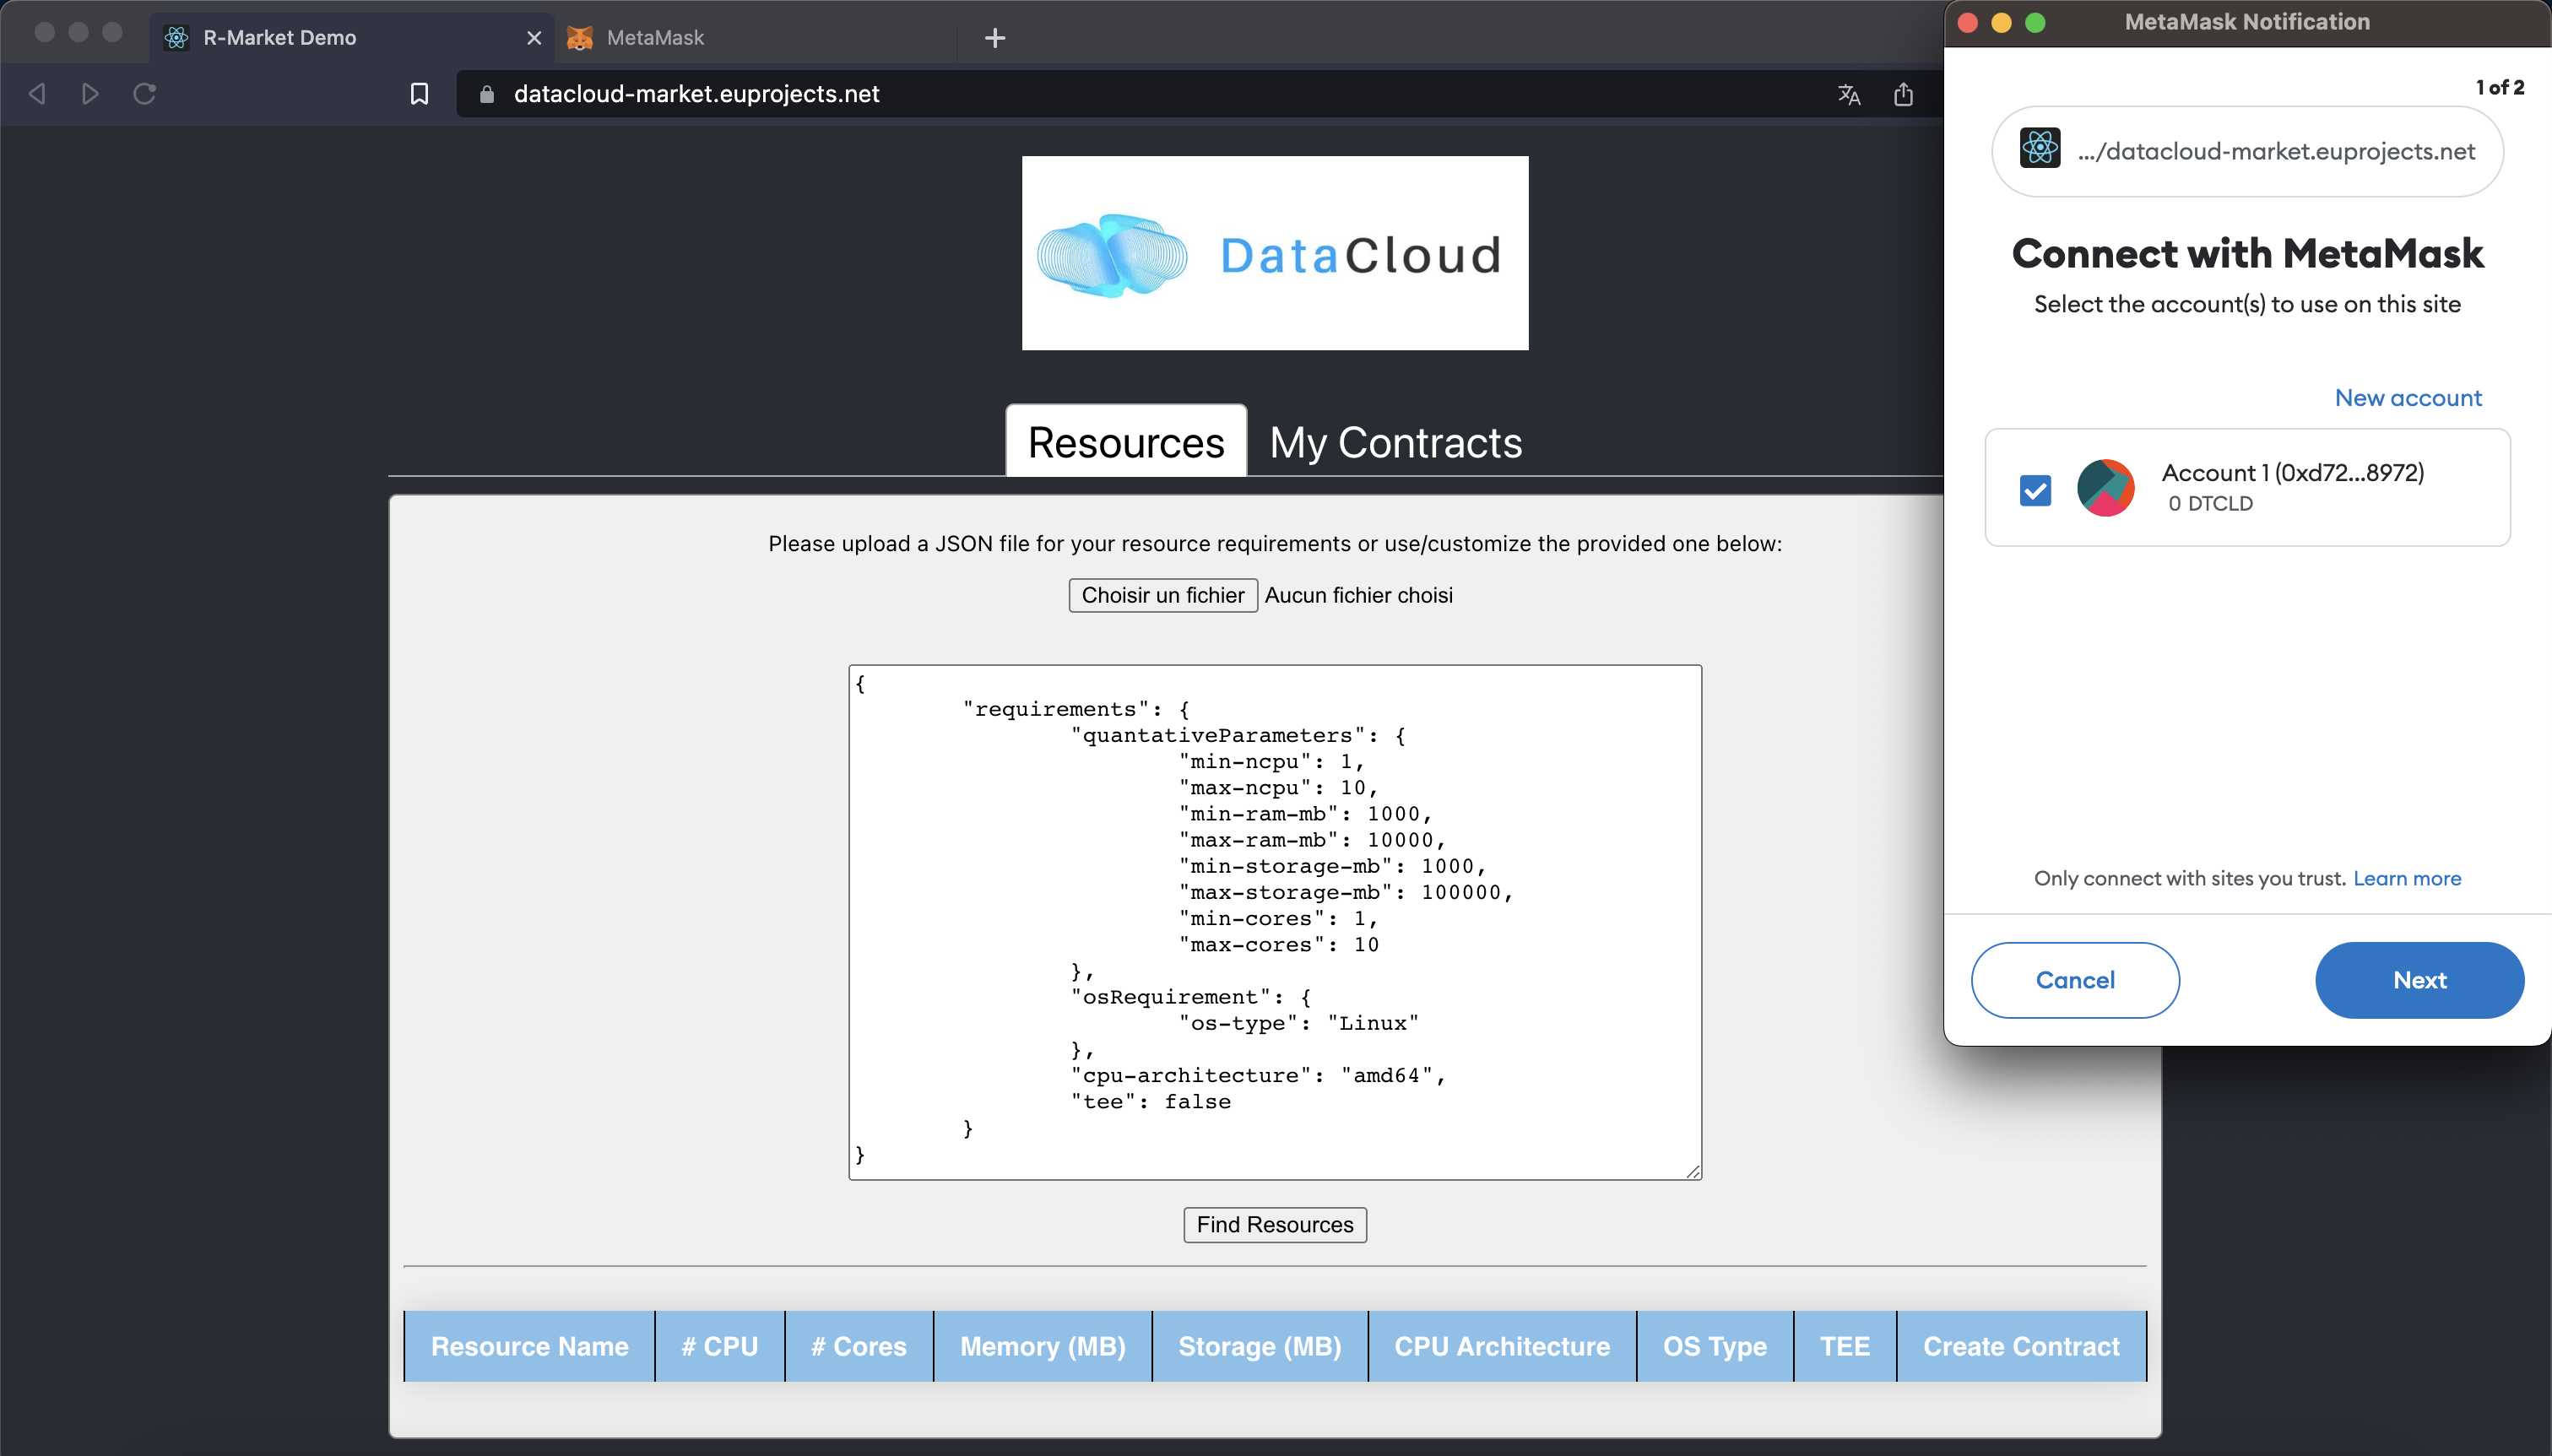 R-Market Demo
MetaMask
datacloud-market.euprojects.net
DataCloud
Resources
My Contracts
Please upload a JSON file for your resource requirements or use/customize the provided one below:
Choisir un fichier Aucun fichier choisi
{
"requirements": {
"quantativeParameters": {
"min-ncpu": 1,
"max-ncpu": 10,
"min-ram-mb": 1000,
"max-ram-mb": 10000,
"min-storage-mb": 1000,
"max-storage-mb": 100000,
"min-cores": 1,
"max-cores": 10
},
"osRequirement": {
"os-type": "Linux"
},
"cpu-architecture": "amd64",
"tee": false
}
}
Find Resources
Resource Name # CPU # Cores Memory (MB) Storage (MB) CPU Architecture OS Type TEE Create Contract
MetaMask Notification
1 of 2
.../datacloud-market.euprojects.net
Connect with MetaMask
Select the account(s) to use on this site
New account
Account 1 (0xd72...8972)
0 DTCLD
Only connect with sites you trust. Learn more
Cancel
Next